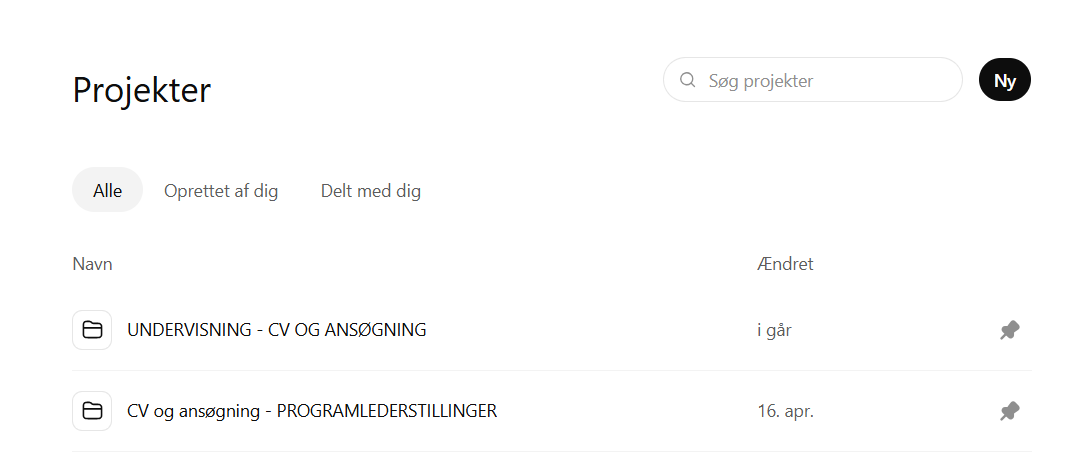 Projekter
Søg projekter
Ny
Alle
Oprettet af dig
Delt med dig
Navn
Ændret
UNDERVISNING - CV OG ANSØGNING
i går
CV og ansøgning - PROGRAMLEDERSTILLINGER
16. apr.